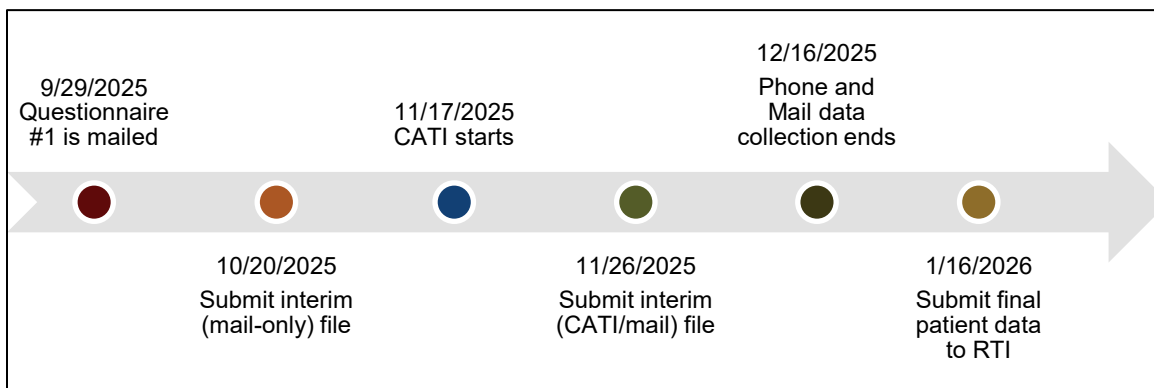 9/29/2025
Questionnaire
#1 is mailed
10/20/2025
Submit interim
(mail-only) file
11/17/2025
CATI starts
11/26/2025
Submit interim
(CATI/mail) file
12/16/2025
Phone and
Mail data
collection ends
1/16/2026
Submit final
patient data
to RTI